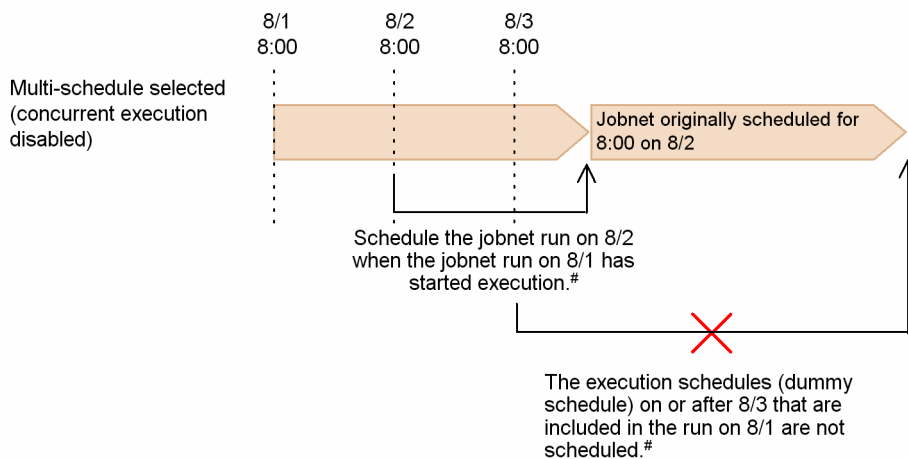 8/1
8:00
8/2
8:00
8/3
8:00
Multi-schedule selected
(concurrent execution
disabled)
Jobnet originally scheduled for
8:00 on 8/2
Schedule the jobnet run on 8/2
when the jobnet run on 8/1 has
started execution.#
The execution schedules (dummy
schedule) on or after 8/3 that are
included in the run on 8/1 are not
scheduled.#